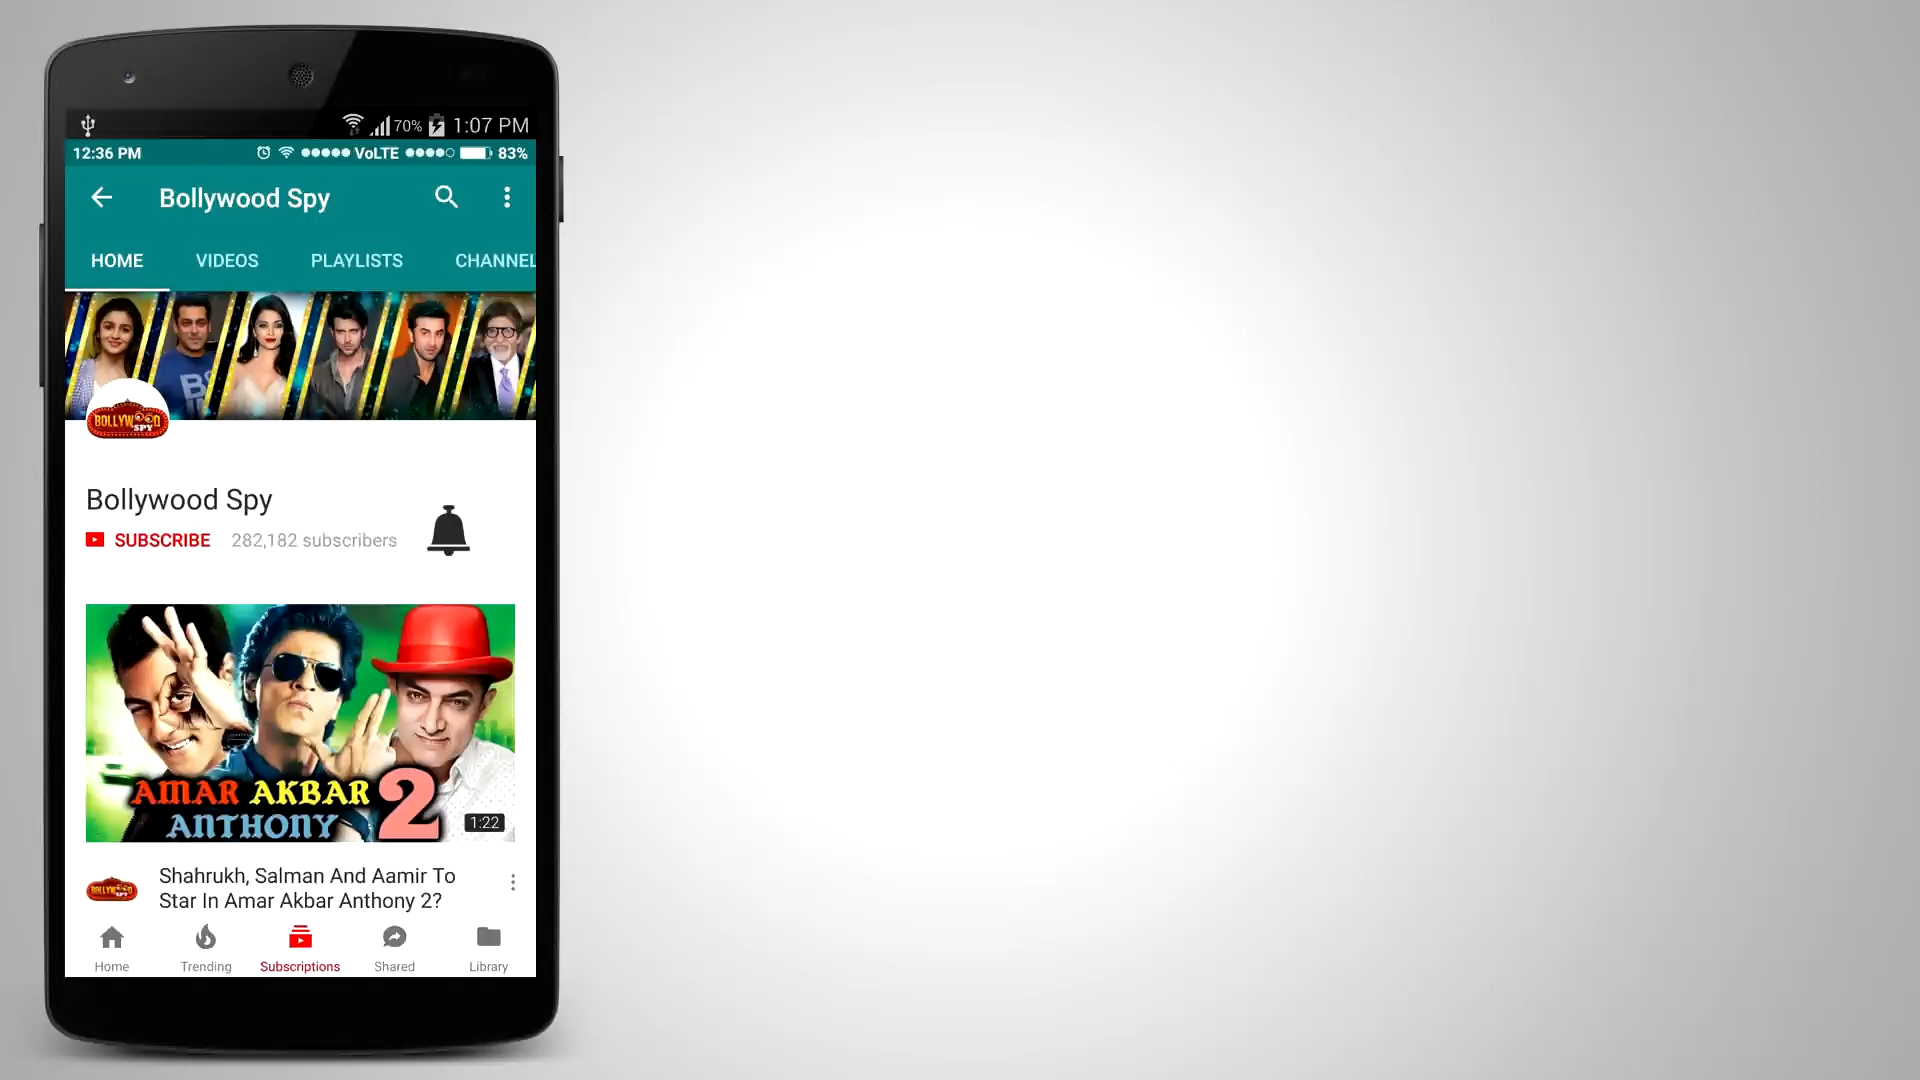 70% 1:07 PM
12:36 PM VoLTE 83%
Bollywood Spy
HOME VIDEOS PLAYLISTS CHANNEL
BOLLYWOOD
SPY
Bollywood Spy
SUBSCRIBE 282,182 subscribers
AMAR AKBAR
ANTHONY 2
1:22
Shahrukh, Salman And Aamir To
Star In Amar Akbar Anthony 2?
Home Trending Subscriptions Shared Library